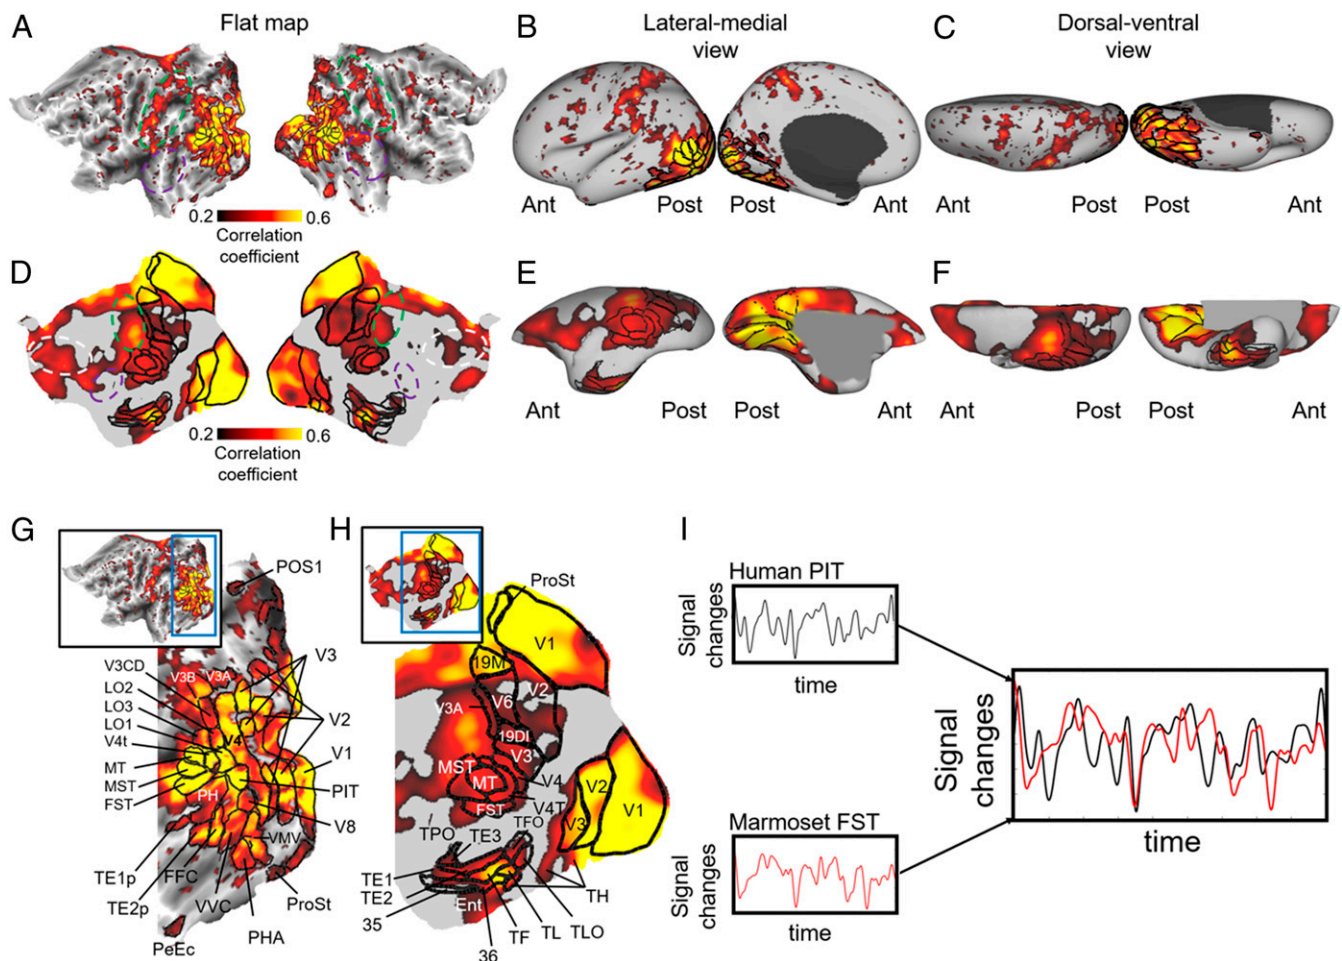 A
Flat map
B
Lateral-medial
view
C
Dorsal-ventral
view
Ant
Post
Post
Ant
Ant
Post
Post
Ant
0.2
0.6
Correlation
coefficient
D
E
F
Ant
Post
Post
Ant
Ant
Post
Post
Ant
0.2
0.6
Correlation
coefficient
G
POS1
V3CD
V3B
V3A
V3
LO2
LO3
V2
LO1
V4
V4t
V1
MT
MST
PIT
FST
PH
V8
VMV
TE1p
FFC
TE2p
VVC
ProSt
PHA
PeEc
H
ProSt
V1
19M
V2
V6
V3A
19DI
V3
MST
MT
V4
V2
V1
FST
V4T
V3
TPO
TFO
TE3
TE1
TE2
TH
Ent
35
TF
TL
TLO
36
I
Human PIT
Signal
changes
time
Signal
changes
time
Marmoset FST
Signal
changes
time